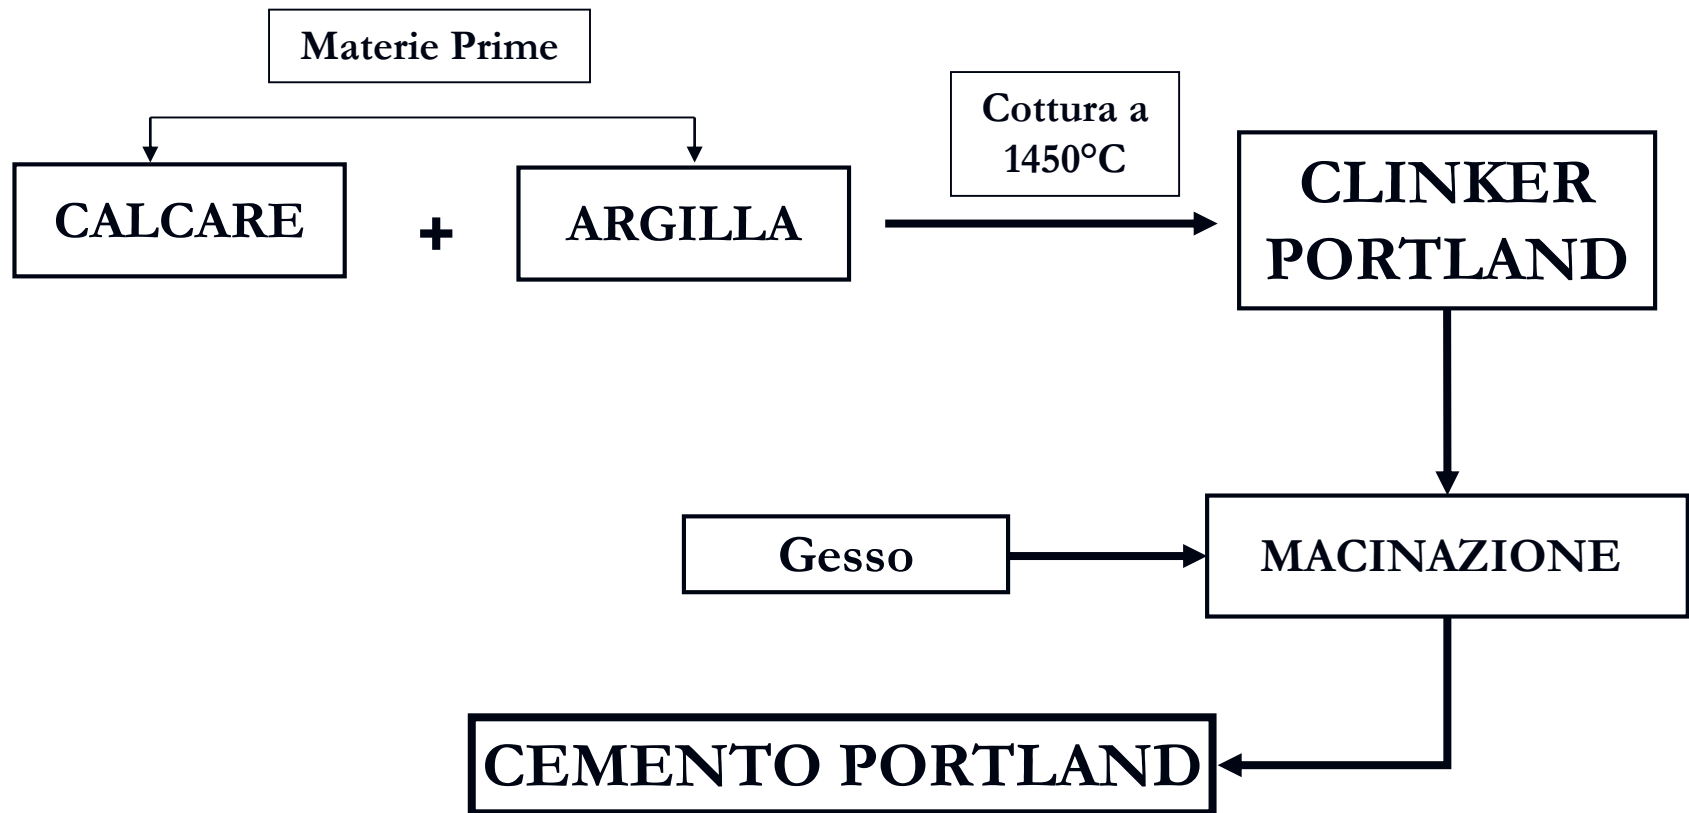 Materie Prime
CALCARE
+
ARGILLA
Cottura a
1450°C
CLINKER
PORTLAND
Gesso
MACINAZIONE
CEMENTO PORTLAND